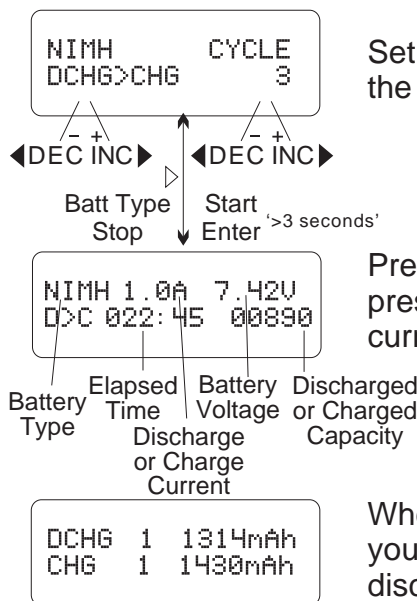 NIMH CYCLE
DCHG>CHG 3
Set
the
- + - +
◀DEC INC▶ ◀DEC INC▶
Batt Type Start
Stop Enter '>3 seconds'
NIMH 1.0A 7.42V
D>C 022:45 00890
Pre
pres
curr
Battery Type
Elapsed Time
Discharge or Charge Current
Battery Voltage
Discharged or Charged Capacity
DCHG 1 1314mAh
CHG 1 1430mAh
Whe
you
disc